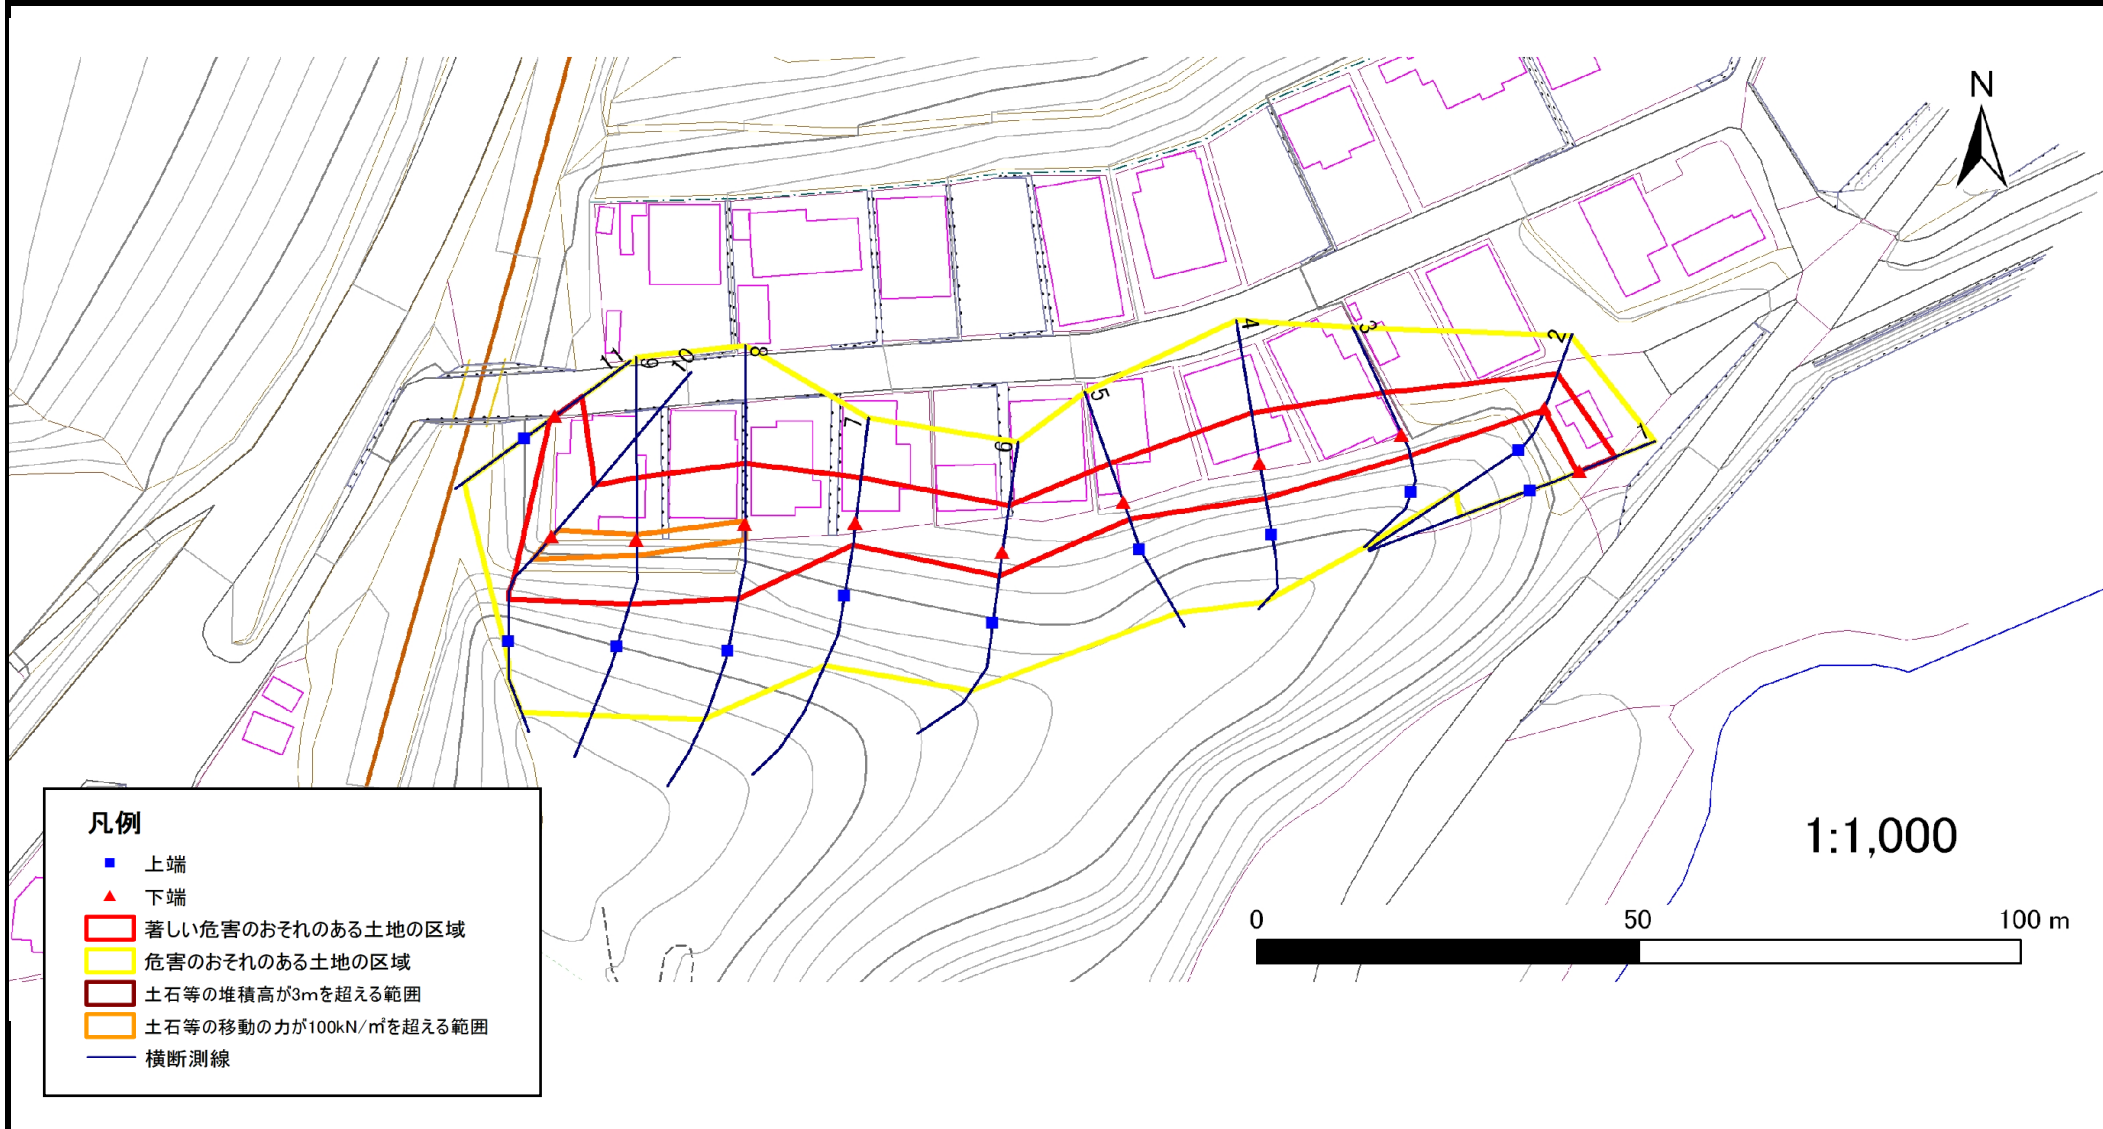 N
4
3
2
1
11
9
10
8
7
6
5
1:1,000
0 50 100 m
凡例
上端
下端
著しい危害のおそれのある土地の区域
危害のおそれのある土地の区域
土石等の堆積高が3mを超える範囲
土石等の移動の力が100kN/㎡を超える範囲
横断測線